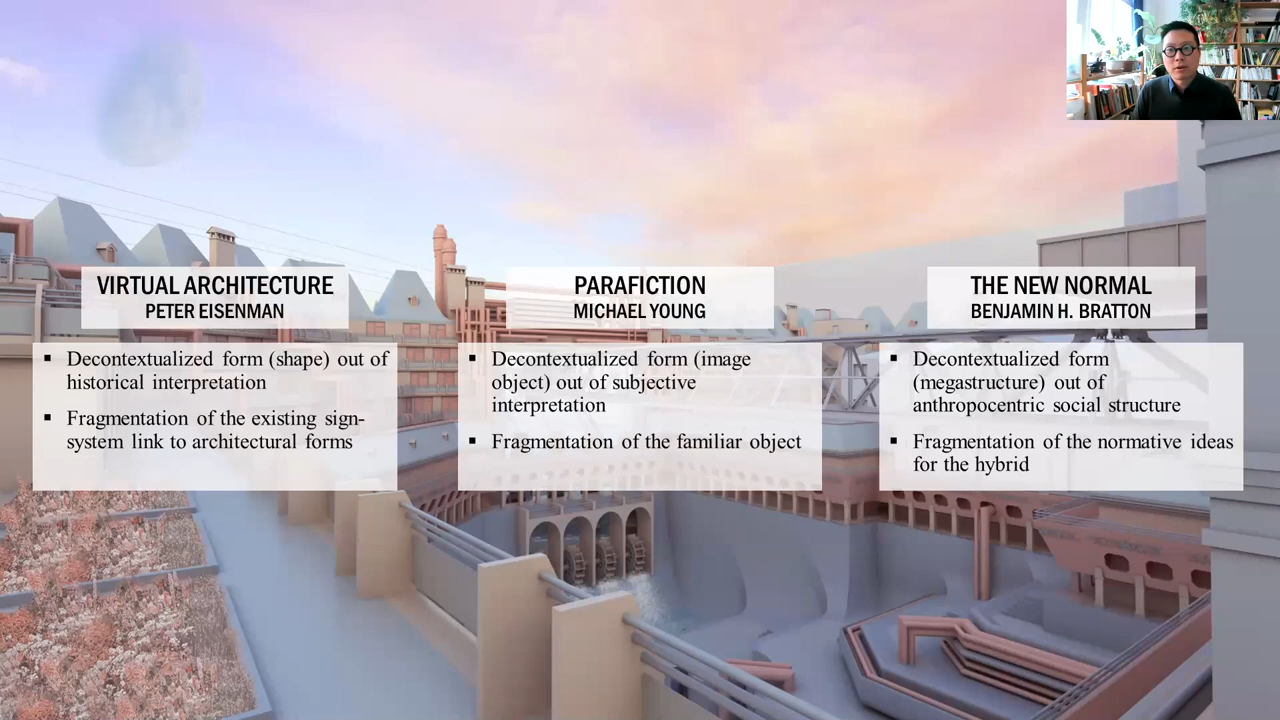 VIRTUAL ARCHITECTURE
PETER EISENMAN
▪ Decontextualized form (shape) out of
historical interpretation
▪ Fragmentation of the existing sign-
system link to architectural forms
PARAFICTION
MICHAEL YOUNG
▪ Decontextualized form (image
object) out of subjective
interpretation
▪ Fragmentation of the familiar object
THE NEW NORMAL
BENJAMIN H. BRATTON
▪ Decontextualized form
(megastructure) out of
anthropocentric social structure
▪ Fragmentation of the normative ideas
for the hybrid